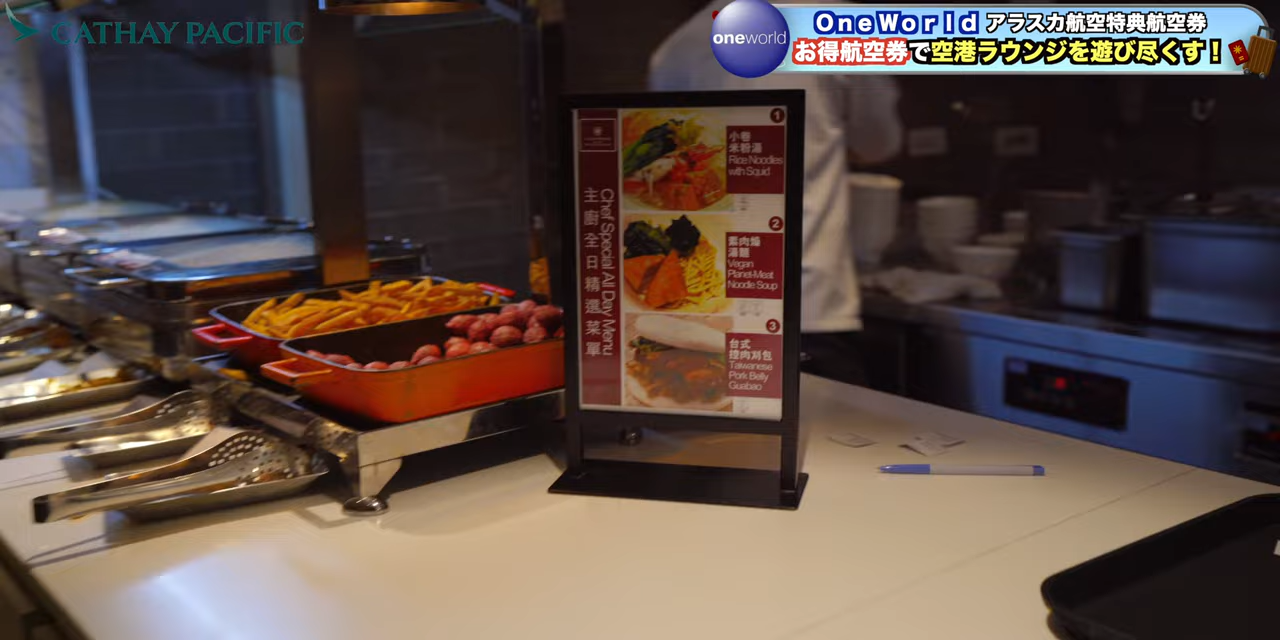 CATHAY PACIFIC
oneworld
OneWorld アラスカ航空特典航空券
お得航空券で空港ラウンジを遊び尽くす!
主廚全日精選菜單
Chef Special All Day Menu
1
小卷
米粉湯
Rice Noodles
with Squid
2
素肉燥
湯麵
Vegan
Planet-Meat
Noodle Soup
3
台式
控肉刈包
Taiwanese
Pork Belly
Guabao